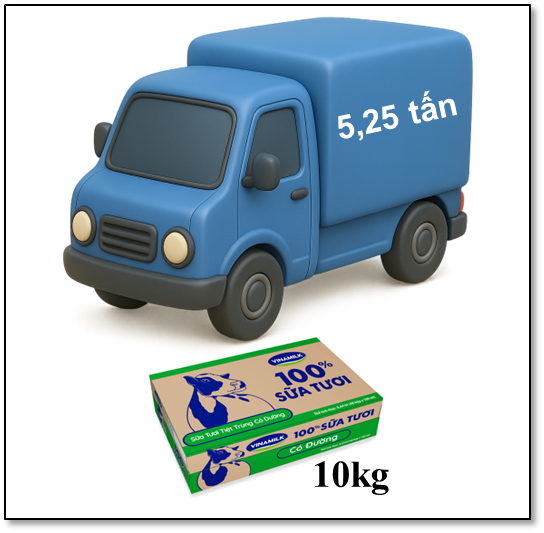 5,25 tấn
VINAMILK
100%
SỮA TƯƠI
Sữa Tươi Tiệt Trùng Có Đường
VINAMILK 100% SỮA TƯƠI
Có Đường
10kg